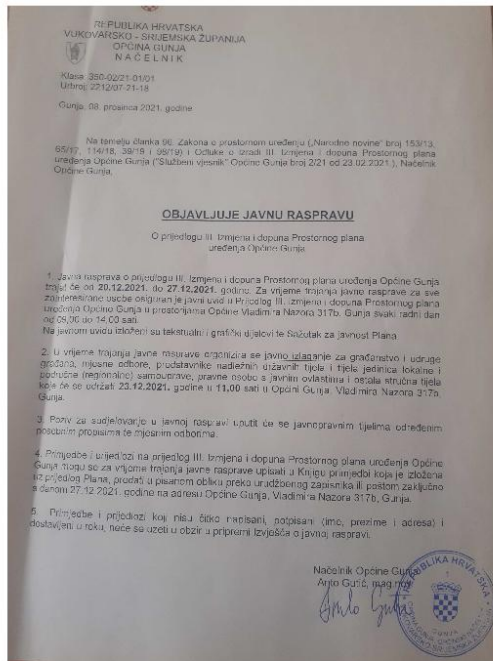 REPUBLIKA HRVATSKA
VUKOVARSKO - SRIJEMSKA ŽUPANIJA
OPĆINA GUNJA
NAČELNIK
Klasa: 350-02/21-01/01
Urbroj: 2212/07-21-18
Gunja, 08. prosinca 2021. godine
Na temelju članka 96. Zakona o prostornom uređenju („Narodne novine" broj 153/13,
65/17, 114/18, 39/19 i 98/19) i Odluke o izradi III. Izmjena i dopuna Prostornog plana
uređenja Općine Gunja ("Službeni vjesnik" Općine Gunja broj 2/21 od 23.02.2021.), Načelnik
Općine Gunja,
OBJAVLJUJE JAVNU RASPRAVU
O prijedlogu III. Izmjena i dopuna Prostornog plana
uređenja Općine Gunja
1. Javna rasprava o prijedlogu III. Izmjena i dopuna Prostornog plana uređenja Općine Gunja
trajat će od 20.12.2021. do 27.12.2021. godine. Za vrijeme trajanja javne rasprave za sve
zainteresirane osobe osiguran je javni uvid u Prijedlog III. Izmjena i dopuna Prostornog plana
uređenja Općine Gunja u prostorijama Općine Vladimira Nazora 317b. Gunja svaki radni dan
od 09,00 do 14,00 sati.
Na javnom uvidu izloženi su tekstualni i grafički dijelovi te Sažetak za javnost Plana
2. U vrijeme trajanja javne rasprave organizira se javno izlaganje za građanstvo i udruge
građana, mjesne odbore, predstavnike nadležnih državnih tijela i tijela jedinica lokalne i
područne (regionalne) samouprave, pravne osobe s javnim ovlastima i ostala stručna tijela
koje će se održati 23.12.2021. godine u 11,00 sati u Općini Gunja, Vladimira Nazora 317b,
Gunja.
3. Poziv za sudjelovanje u javnoj raspravi uputit će se javnopravnim tijelima određenim
posebnim propisima te mjesnim odborima.
4. Primjedbe i prijedlozi na prijedlog III. Izmjena i dopuna Prostornog plana uređenja Općine
Gunja mogu se za vrijeme trajanja javne rasprave upisati u Knjigu primjedbi koja je izložena
uz prijedlog Plana, predati u pisanom obliku preko urudžbenog zapisnika ili poštom zaključno
s danom 27.12.2021. godine na adresu Općine Gunja, Vladimira Nazora 317b, Gunja.
5. Primjedbe i prijedlozi koji nisu čitko napisani, potpisani (ime, prezime i adresa) i
dostavljeni u roku, neće se uzeti u obzir u pripremi Izvješća o javnoj raspravi.
Načelnik Općine Gunja
Anto Gutić, mag.nov.
Anto Gutić
REPUBLIKA HRVATSKA
GUNJA